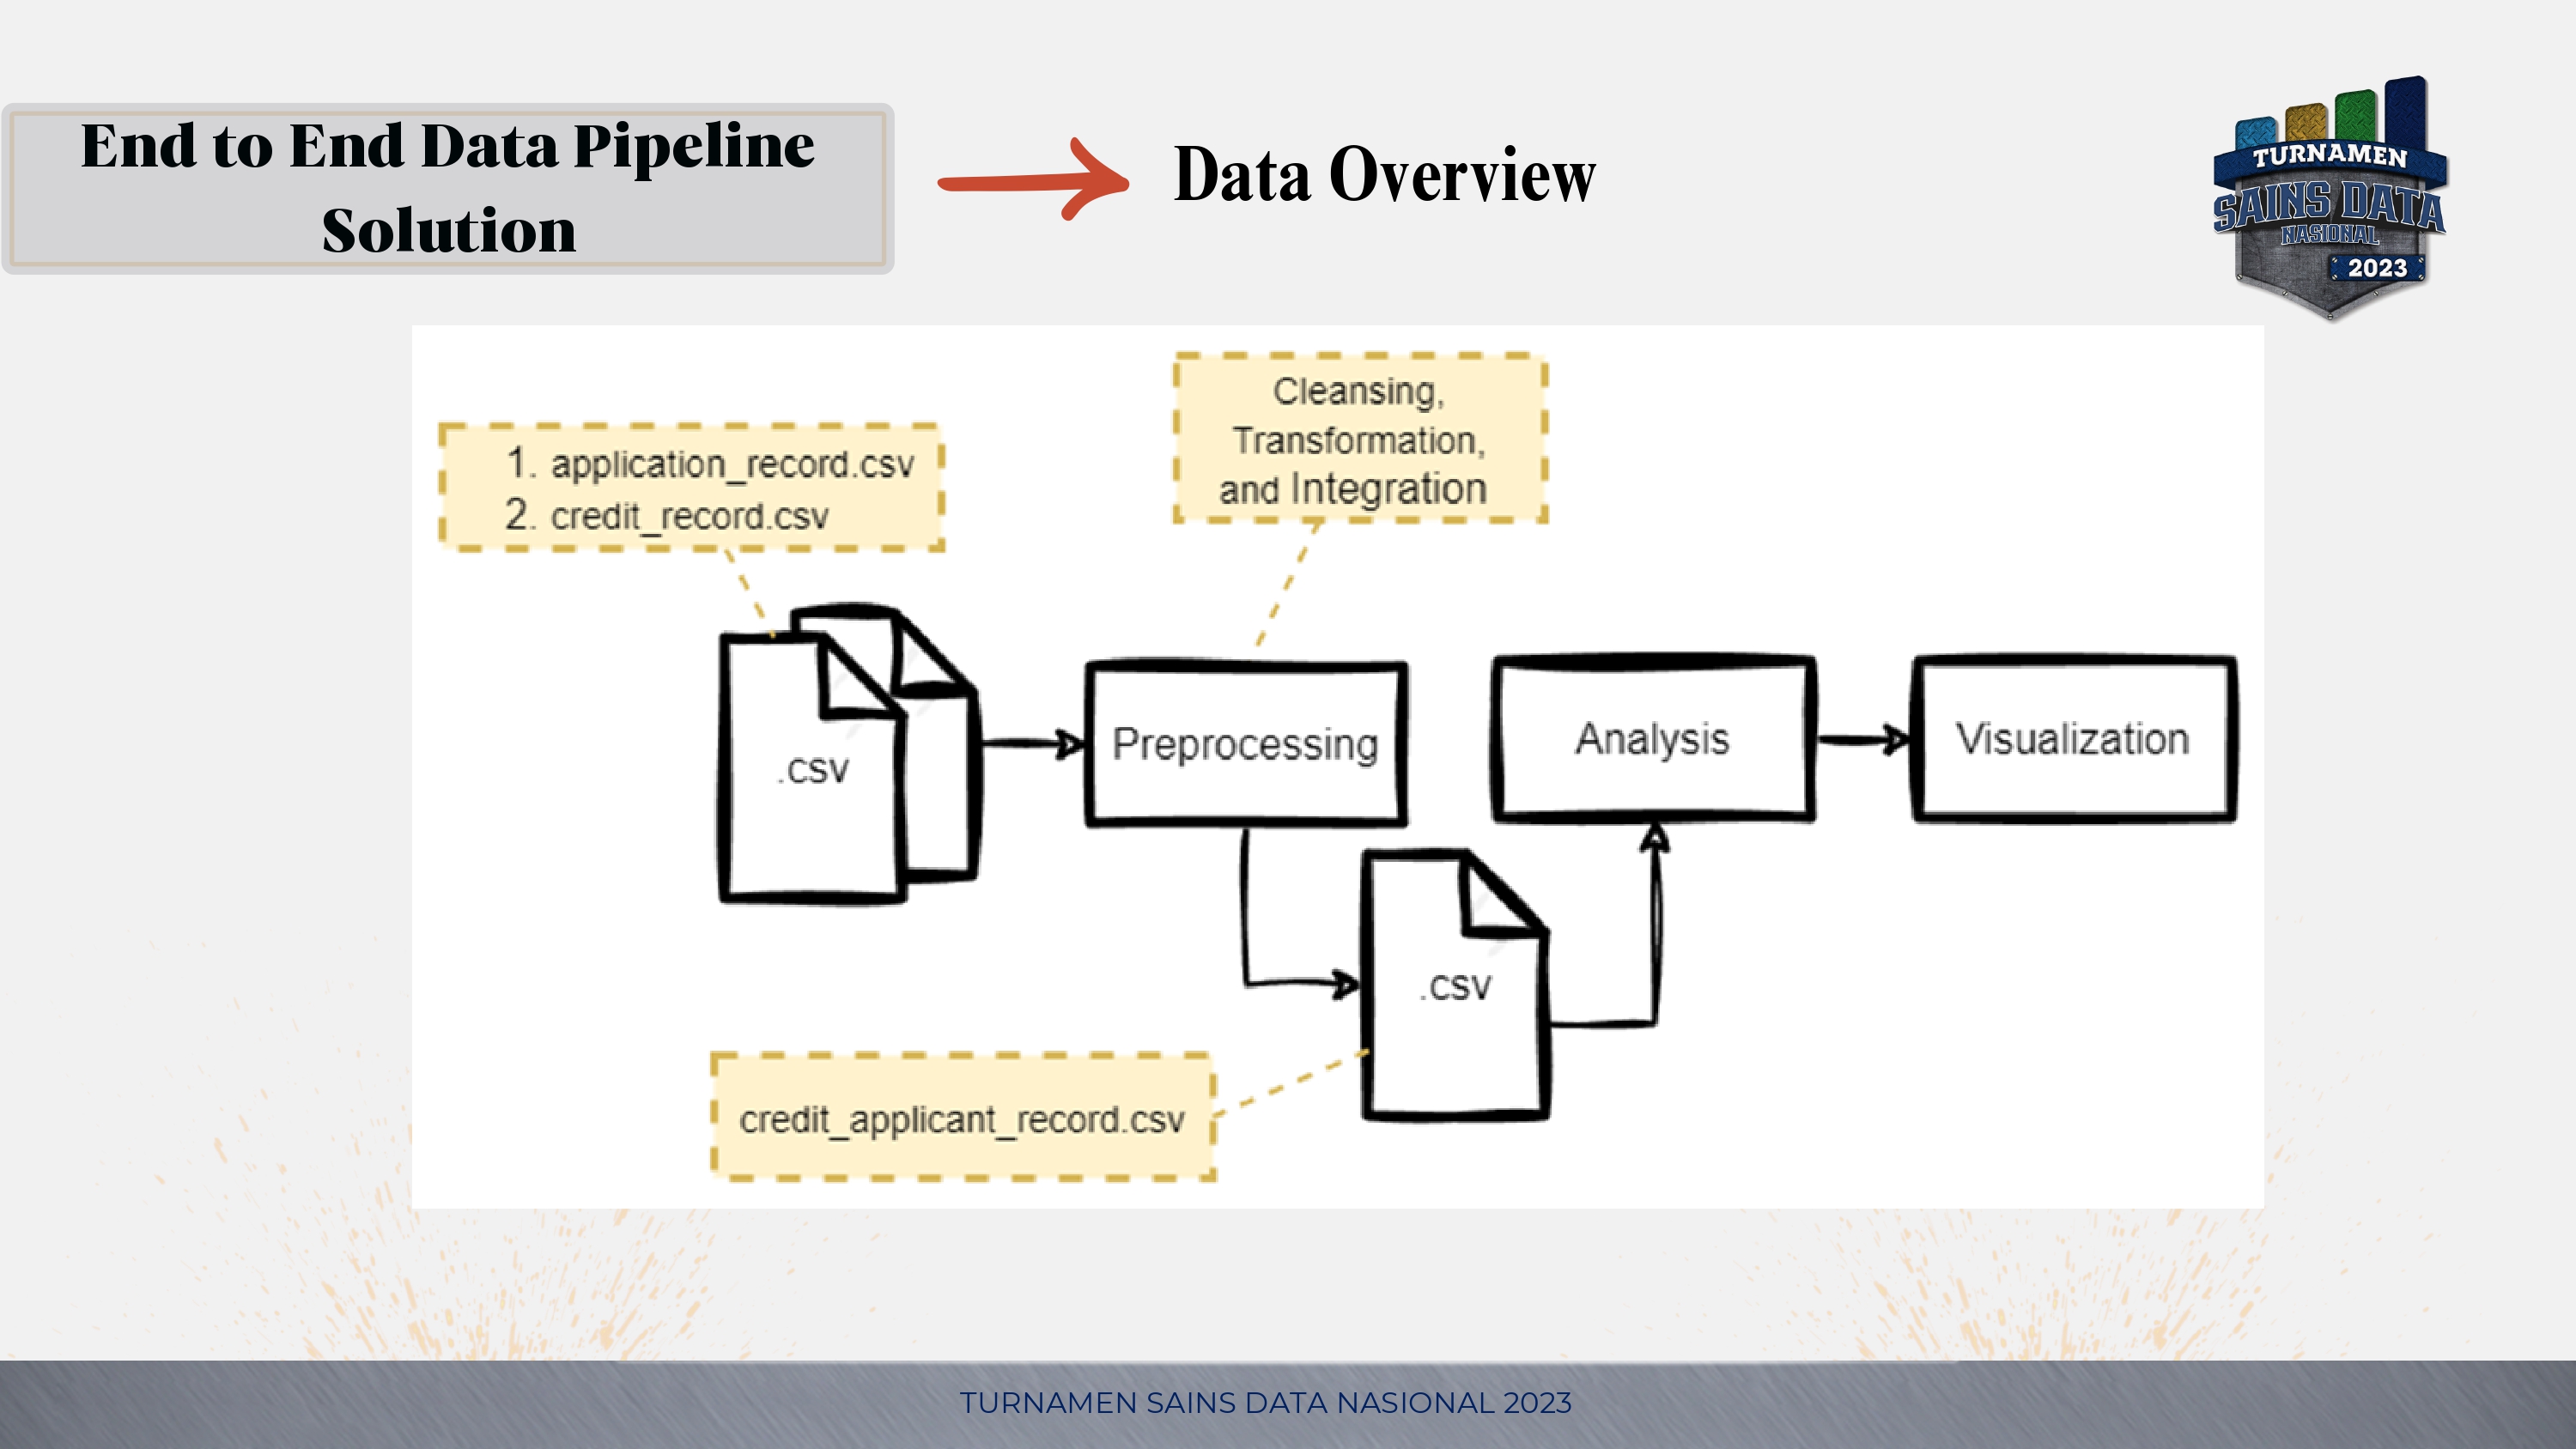 End to End Data Pipeline
Solution
Data Overview
TURNAMEN
SAINS DATA
NASIONAL
2023
1. application_record.csv
2. credit_record.csv
Cleansing,
Transformation,
and Integration
.csv
Preprocessing
Analysis
Visualization
.csv
credit_applicant_record.csv
TURNAMEN SAINS DATA NASIONAL 2023